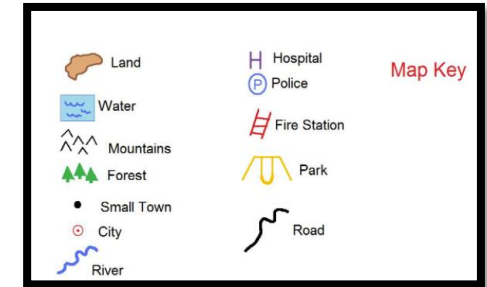 Map Key
Land
Water
Mountains
Forest
Small Town
City
River
H Hospital
P Police
Fire Station
Park
Road